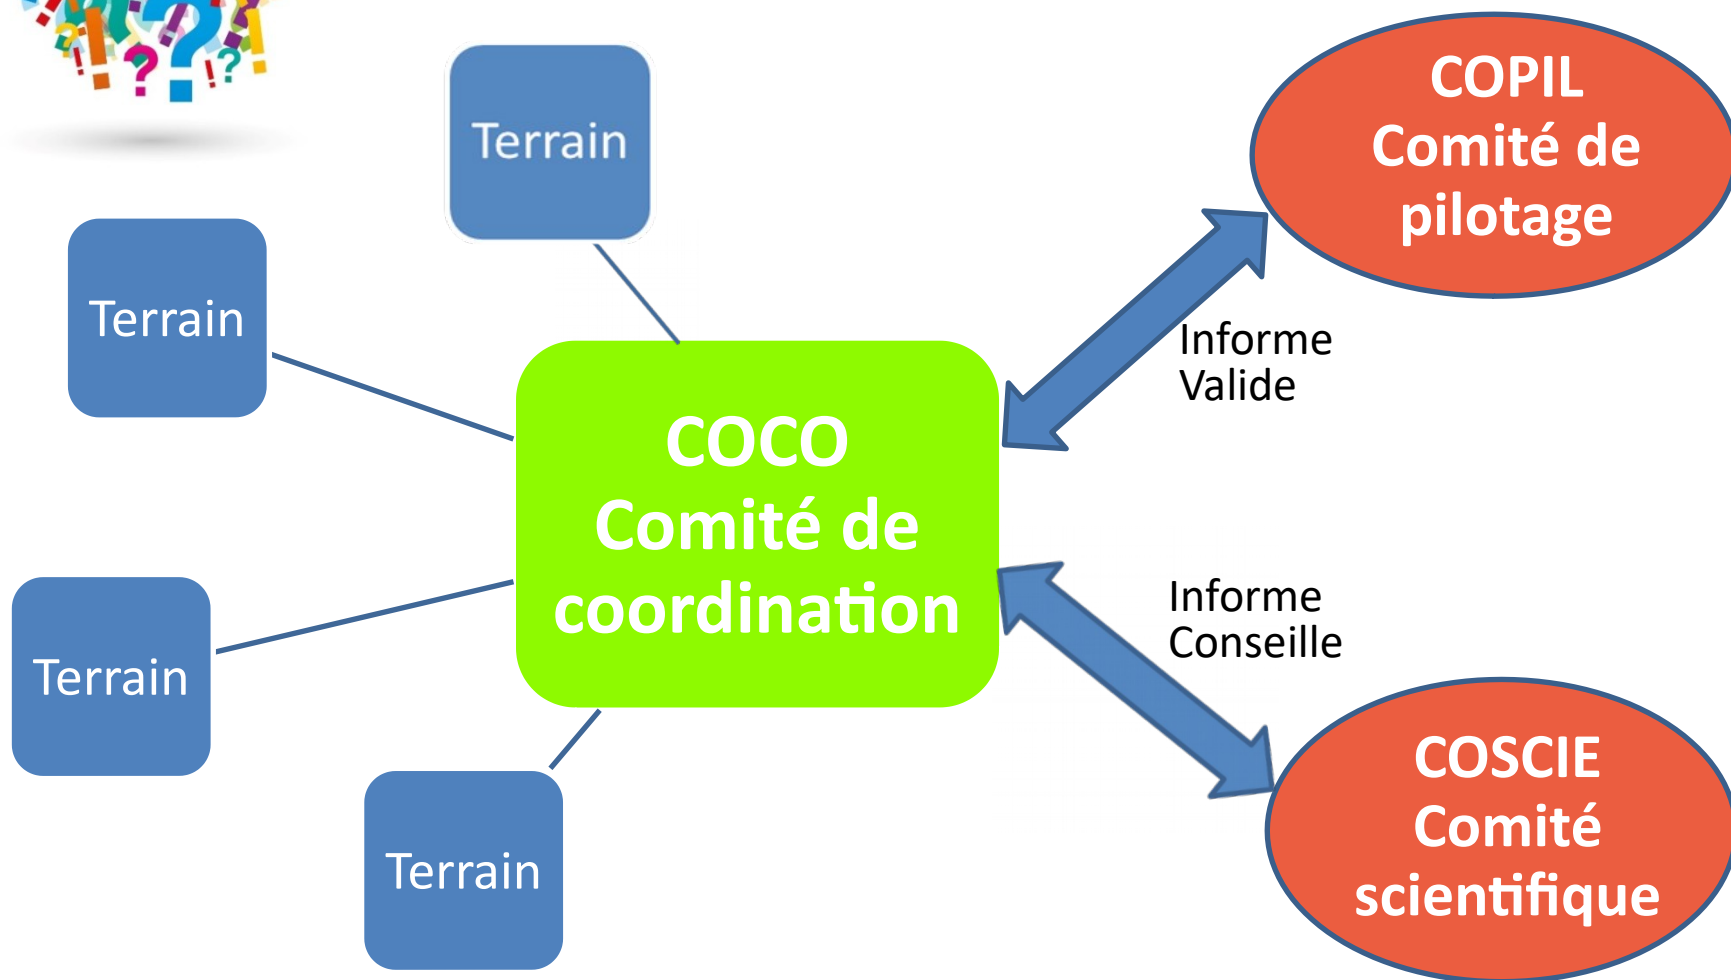 Terrain
COPIL
Comité de
pilotage
Terrain
Informe
Valide
COCO
Comité de
coordination
Informe
Conseille
Terrain
COSCIE
Comité
scientifique
Terrain